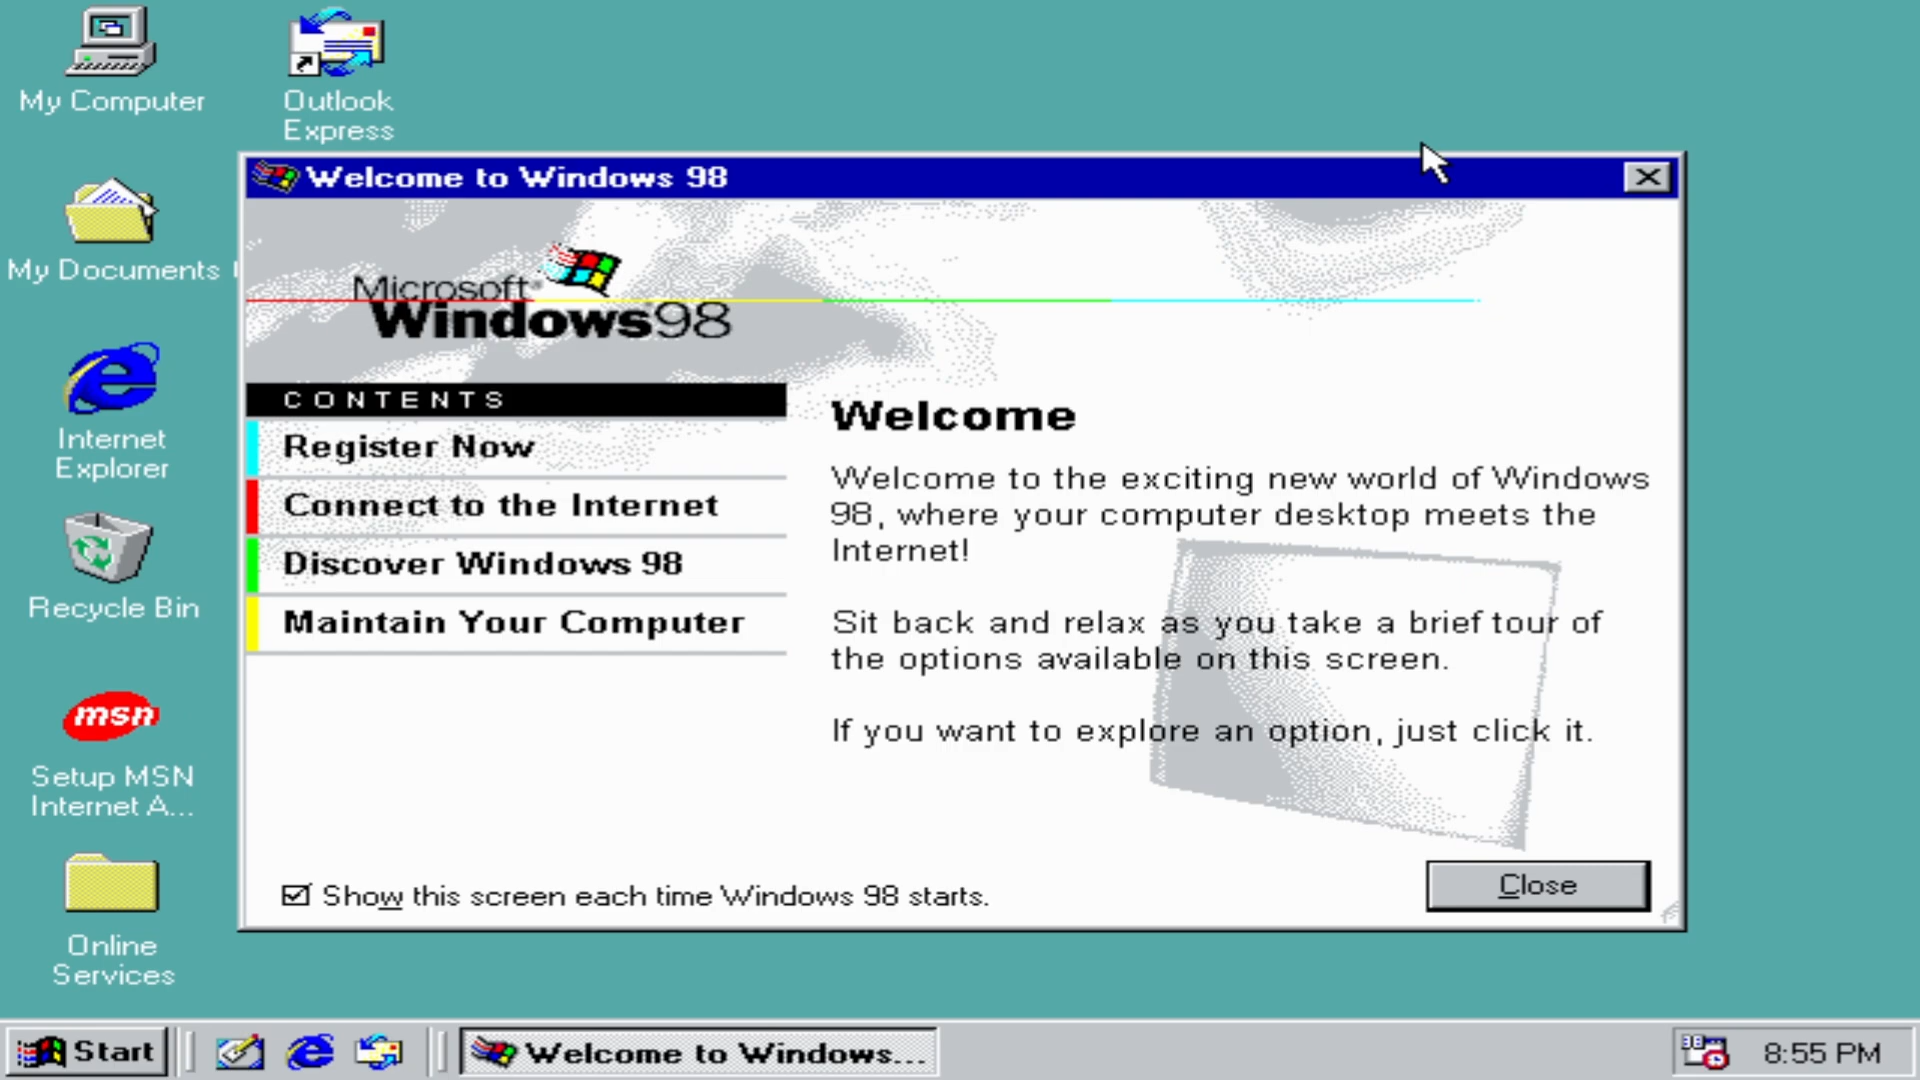 My Computer
Outlook
Express
My Documents
Internet
Explorer
Recycle Bin
msn
Setup MSN
Internet A...
Online
Services
Welcome to Windows 98
Microsoft®
Windows 98
CONTENTS
Register Now
Connect to the Internet
Discover Windows 98
Maintain Your Computer
Welcome
Welcome to the exciting new world of Windows
98, where your computer desktop meets the
Internet!
Sit back and relax as you take a brief tour of
the options available on this screen.
If you want to explore an option, just click it.
Show this screen each time Windows 98 starts.
Close
Start
Welcome to Windows...
8:55 PM